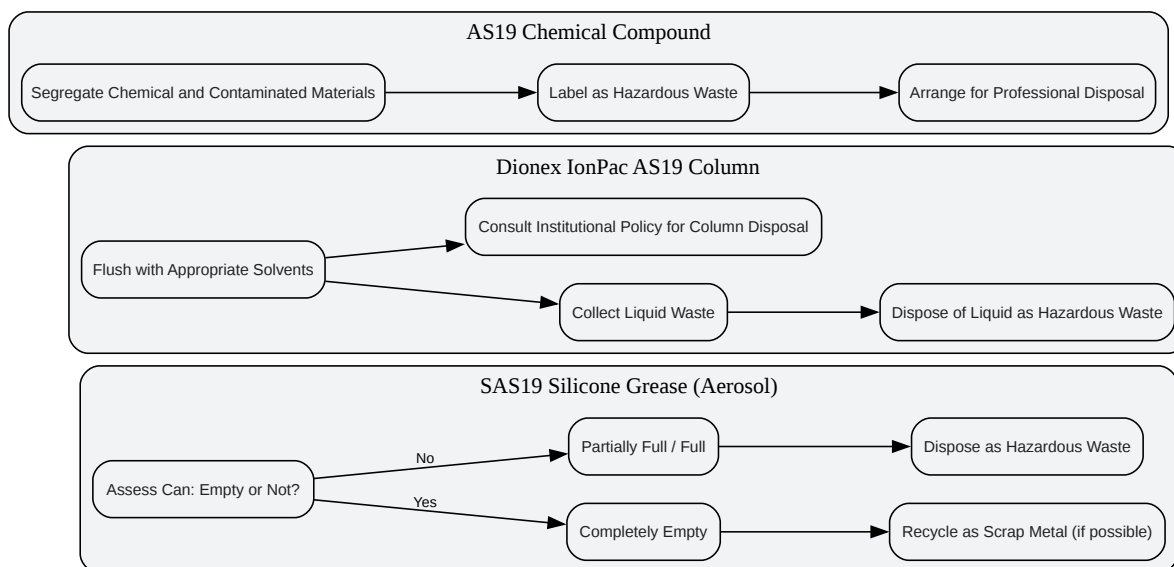 AS19 Chemical Compound
Segregate Chemical and Contaminated Materials
Label as Hazardous Waste
Arrange for Professional Disposal
Dionex IonPac AS19 Column
Consult Institutional Policy for Column Disposal
Flush with Appropriate Solvents
Collect Liquid Waste
Dispose of Liquid as Hazardous Waste
SAS19 Silicone Grease (Aerosol)
Assess Can: Empty or Not?
No
Partially Full / Full
Dispose as Hazardous Waste
Yes
Completely Empty
Recycle as Scrap Metal (if possible)